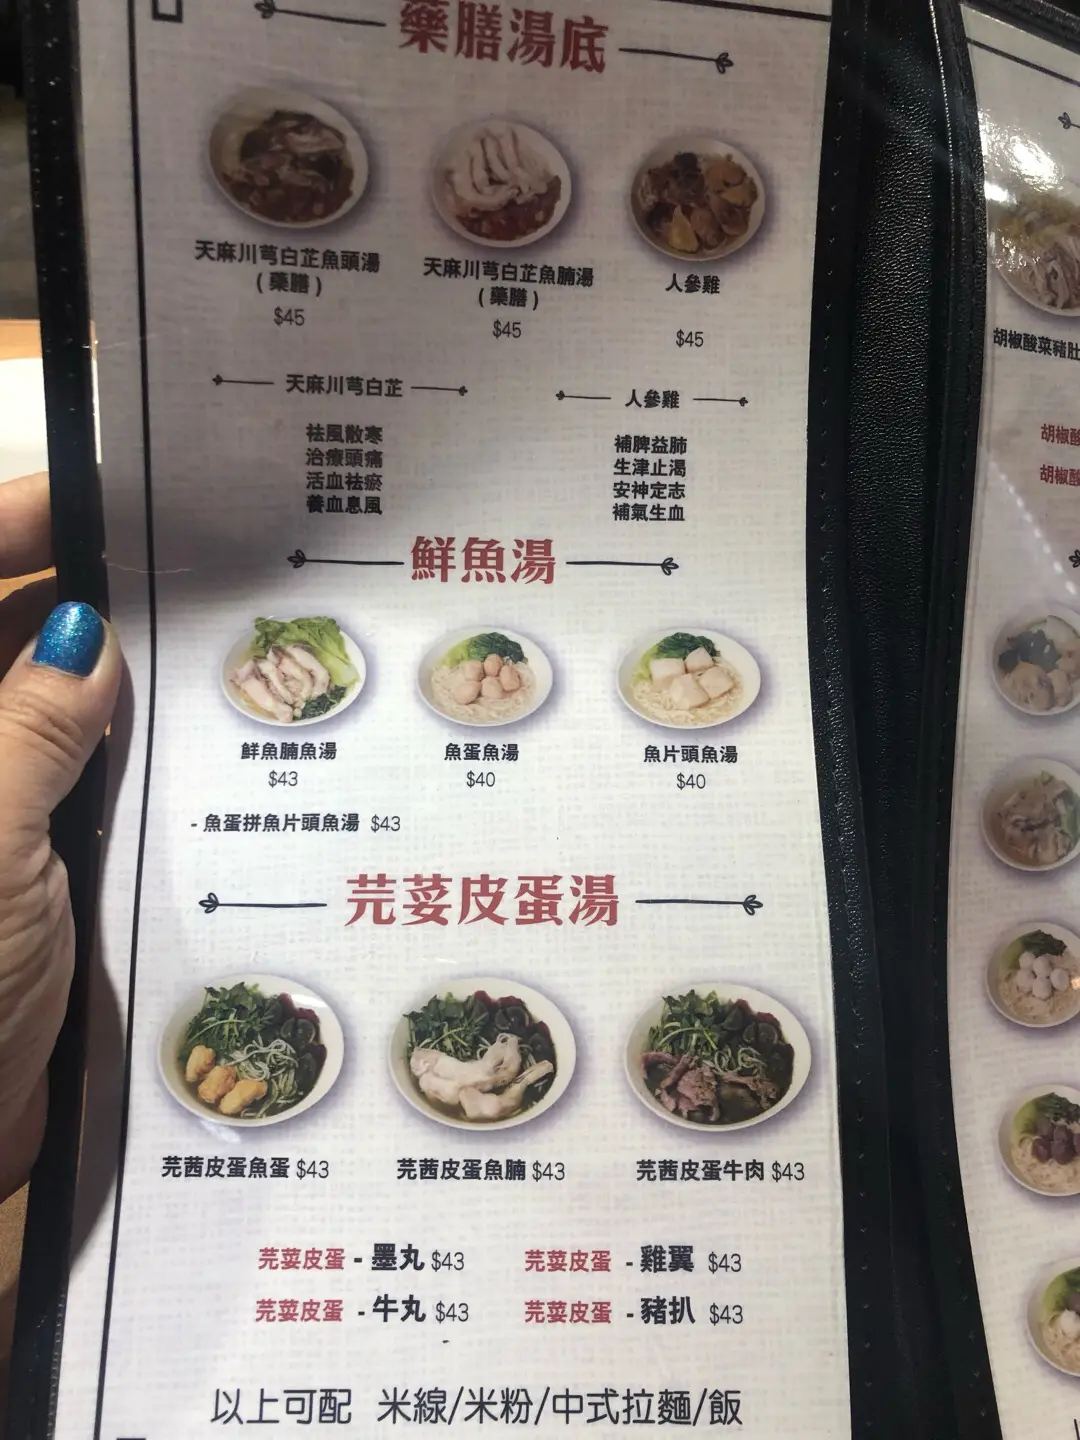 藥膳湯底
天麻川芎白芷魚頭湯
(藥膳)
$45
天麻川芎白芷魚腩湯
(藥膳)
$45
人參雞
$45
天麻川芎白芷
祛風散寒
治療頭痛
活血祛瘀
養血息風
人參雞
補脾益肺
生津止渴
安神定志
補氣生血
鮮魚湯
鮮魚腩魚湯
$43
魚蛋魚湯
$40
魚片頭魚湯
$40
- 魚蛋拼魚片頭魚湯 $43
芫荽皮蛋湯
芫茜皮蛋魚蛋 $43
芫茜皮蛋魚腩 $43
芫茜皮蛋牛肉 $43
芫荽皮蛋 - 墨丸 $43
芫荽皮蛋 - 雞翼 $43
芫荽皮蛋 - 牛丸 $43
芫荽皮蛋 - 豬扒 $43
以上可配 米線/米粉/中式拉麵/飯
胡椒酸菜豬肚
胡椒酸
胡椒酸